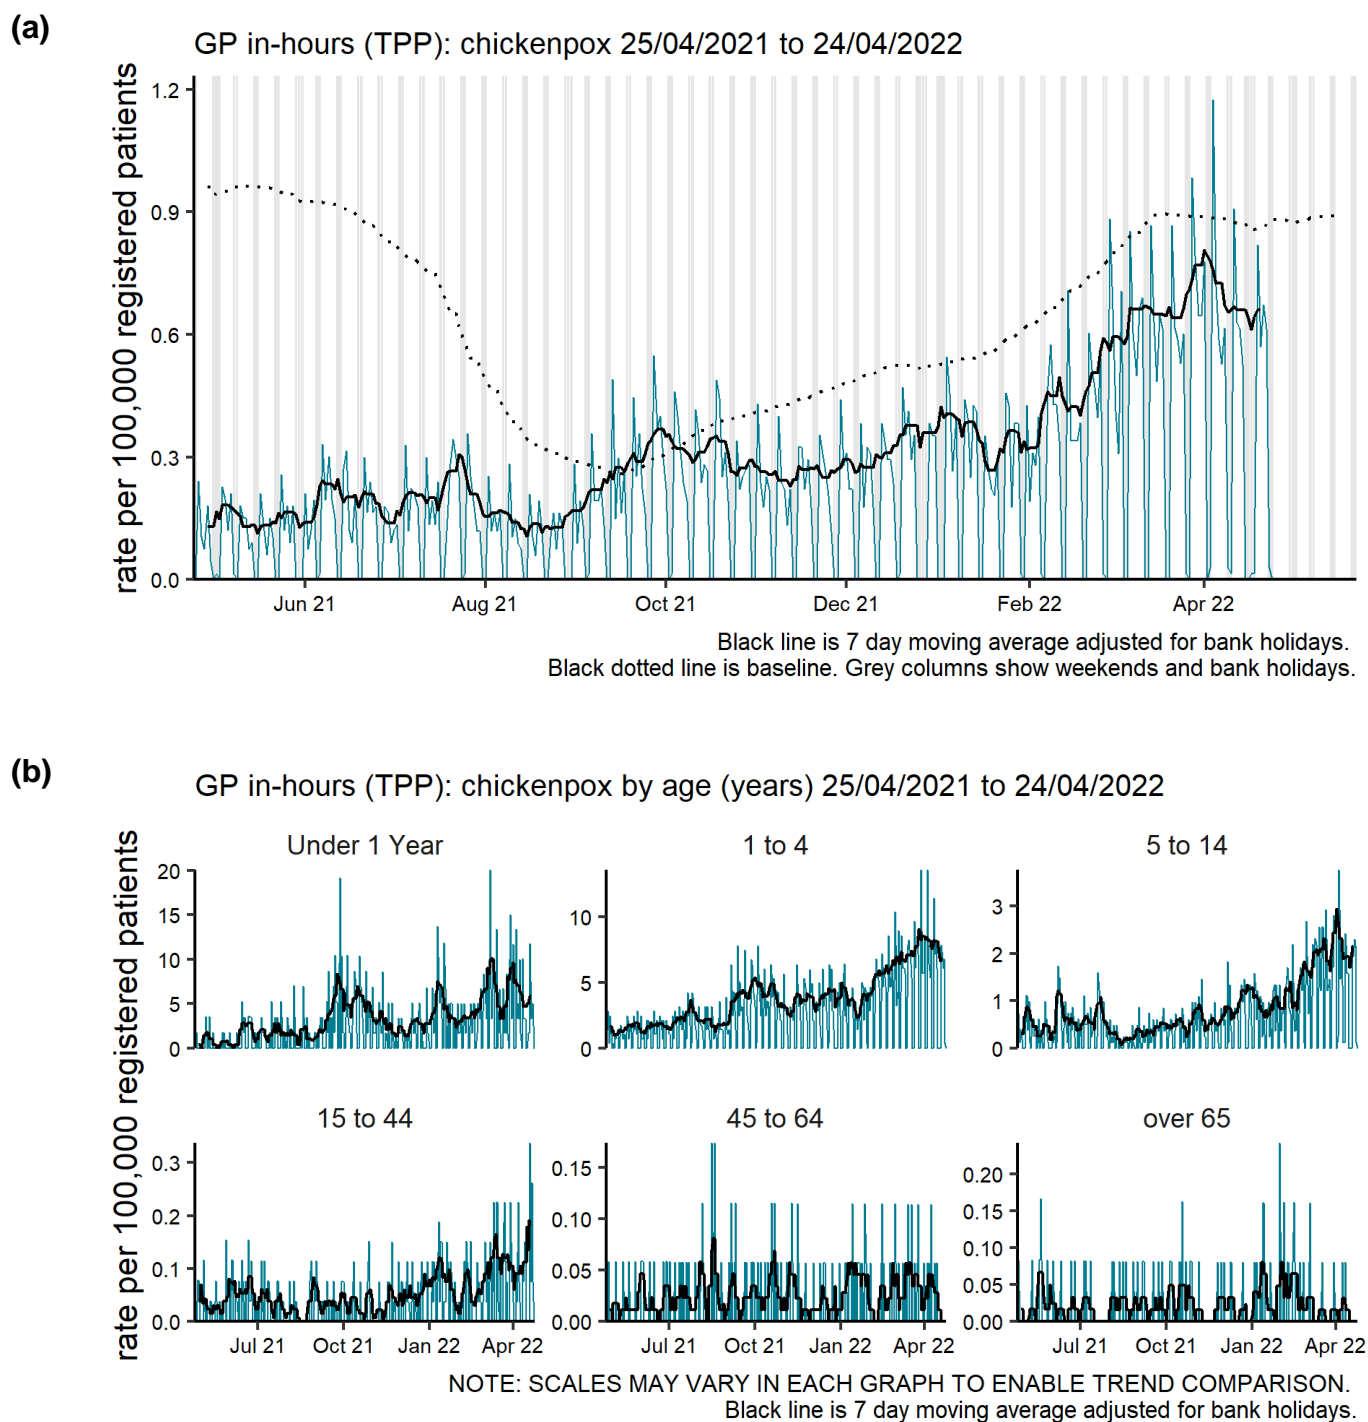 (a)
GP in-hours (TPP): chickenpox 25/04/2021 to 24/04/2022
rate per 100,000 registered patients
1.2
0.9
0.6
0.3
0.0
Jun 21 Aug 21 Oct 21 Dec 21 Feb 22 Apr 22
Black line is 7 day moving average adjusted for bank holidays.
Black dotted line is baseline. Grey columns show weekends and bank holidays.
(b)
GP in-hours (TPP): chickenpox by age (years) 25/04/2021 to 24/04/2022
rate per 100,000 registered patients
Under 1 Year
20
15
10
5
0
1 to 4
10
5
0
5 to 14
3
2
1
0
15 to 44
0.3
0.2
0.1
0.0
Jul 21 Oct 21 Jan 22 Apr 22
45 to 64
0.15
0.10
0.05
0.00
Jul 21 Oct 21 Jan 22 Apr 22
over 65
0.20
0.15
0.10
0.05
0.00
Jul 21 Oct 21 Jan 22 Apr 22
NOTE: SCALES MAY VARY IN EACH GRAPH TO ENABLE TREND COMPARISON.
Black line is 7 day moving average adjusted for bank holidays.